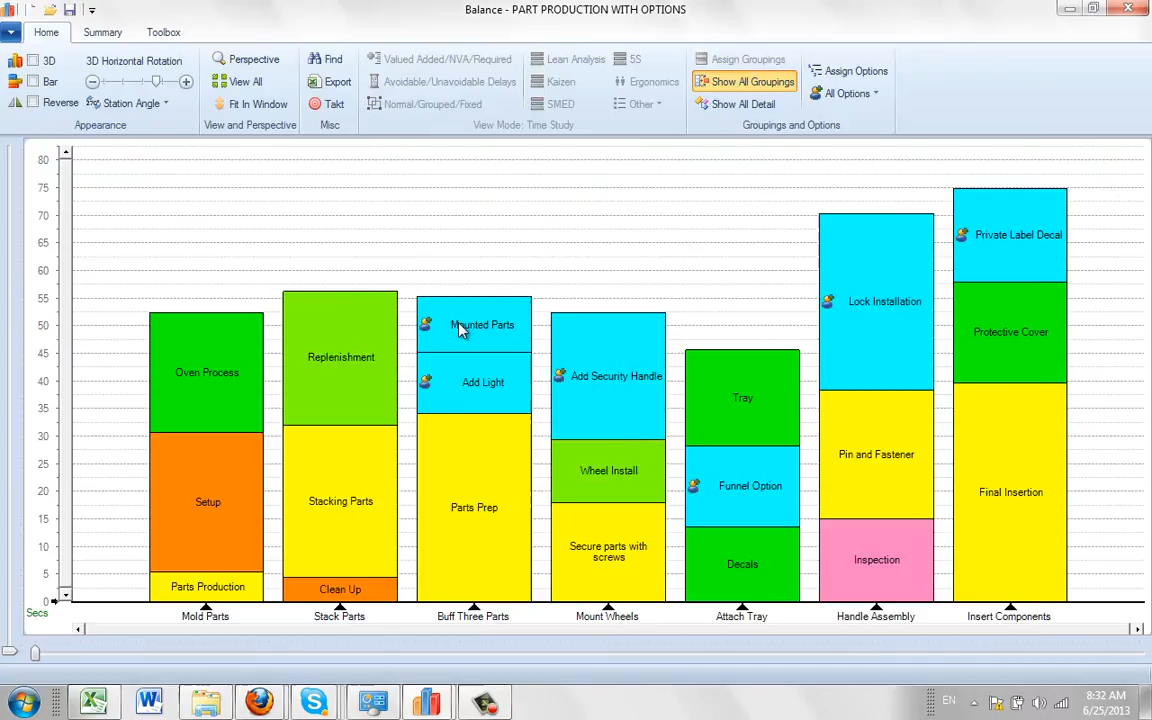 Balance - PART PRODUCTION WITH OPTIONS
Home Summary Toolbox
3D 3D Horizontal Rotation Perspective Find Valued Added/NVA/Required Lean Analysis 5S Assign Groupings Assign Options
Bar View All Export Avoidable/Unavoidable Delays Kaizen Ergonomics Show All Groupings All Options
Reverse Station Angle Fit In Window Takt Normal/Grouped/Fixed SMED Other Show All Detail
Appearance View and Perspective Misc View Mode: Time Study Groupings and Options
80
75
70
65
60
55
50
45
40
35
30
25
20
15
10
5
0
Secs
Oven Process
Setup
Parts Production
Replenishment
Stacking Parts
Clean Up
Mounted Parts
Add Light
Parts Prep
Add Security Handle
Wheel Install
Secure parts with
screws
Tray
Funnel Option
Decals
Lock Installation
Pin and Fastener
Inspection
Private Label Decal
Protective Cover
Final Insertion
Mold Parts Stack Parts Buff Three Parts Mount Wheels Attach Tray Handle Assembly Insert Components
EN
8:32 AM
6/25/2013